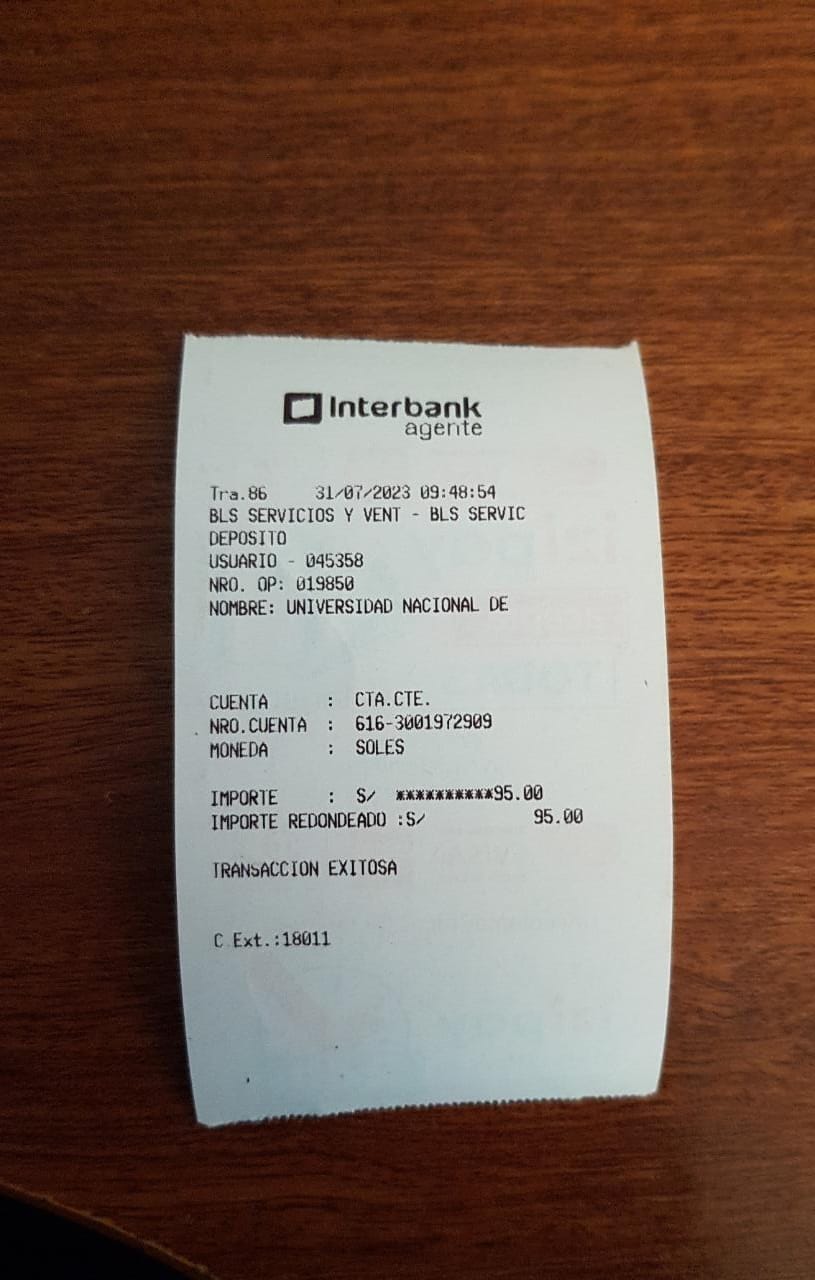 Interbank
agente
Tra.86 31/07/2023 09:48:54
BLS SERVICIOS Y VENT - BLS SERVIC
DEPOSITO
USUARIO - 045358
NRO. OP: 019850
NOMBRE: UNIVERSIDAD NACIONAL DE
CUENTA : CTA.CTE.
NRO.CUENTA : 616-3001972909
MONEDA : SOLES
IMPORTE : S/ **********95.00
IMPORTE REDONDEADO :S/ 95.00
TRANSACCION EXITOSA
C.Ext.:18011